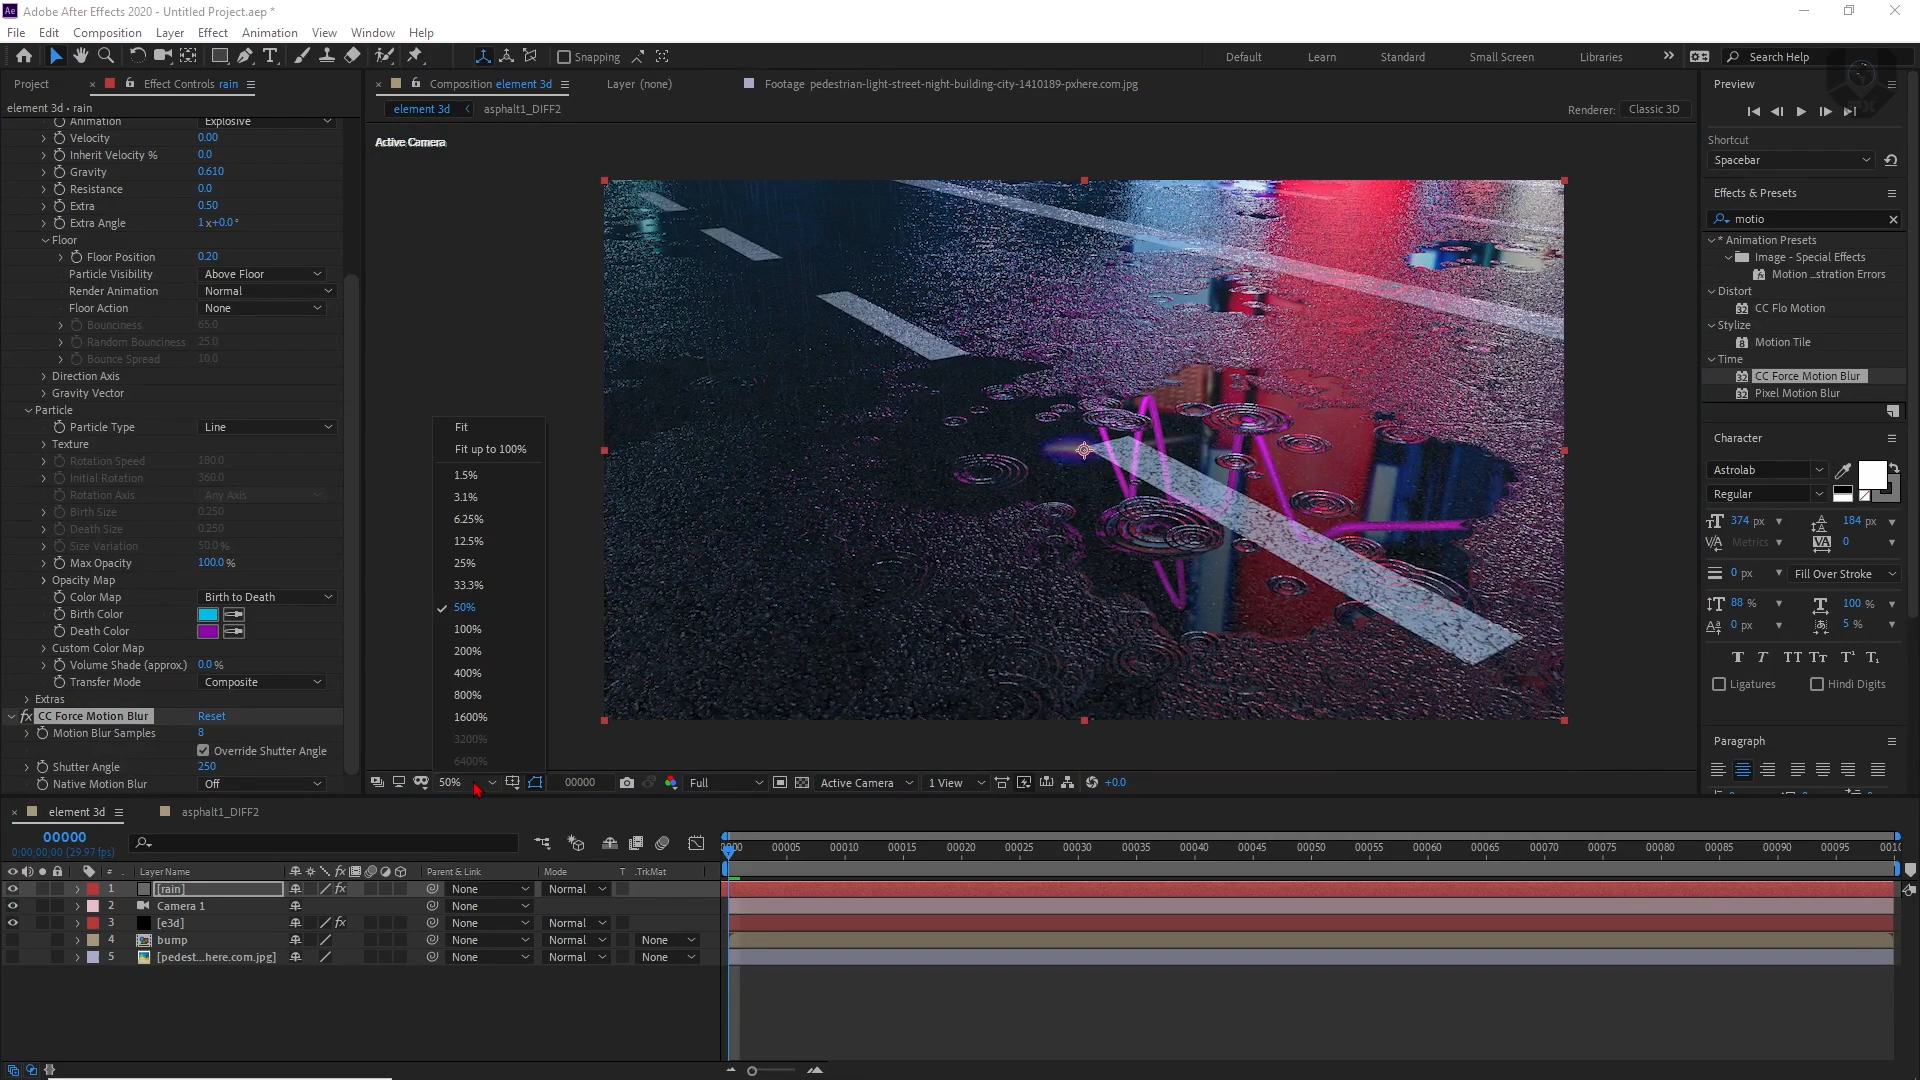 Adobe After Effects 2020 - Untitled Project.aep *
File Edit Composition Layer Effect Animation View Window Help
Snapping
Default Learn Standard Small Screen Libraries
Search Help
Project
Effect Controls rain
Composition element 3d
Layer (none)
Footage pedestrian-light-street-night-building-city-1410189-pxhere.com.jpg
element 3d • rain
element 3d
asphalt1_DIFF2
Renderer: Classic 3D
Active Camera
Animation Explosive
Velocity 0.00
Inherit Velocity % 0.0
Gravity 0.610
Resistance 0.0
Extra 0.50
Extra Angle 1x+0.0°
Floor
Floor Position 0.20
Particle Visibility Above Floor
Render Animation Normal
Floor Action None
Bounciness 65.0
Random Bounciness 25.0
Bounce Spread 10.0
Direction Axis
Gravity Vector
Particle
Particle Type Line
Texture
Rotation Speed 180.0
Initial Rotation 360.0
Rotation Axis Any Axis
Birth Size 0.250
Death Size 0.250
Size Variation 50.0%
Max Opacity 100.0%
Opacity Map
Color Map Birth to Death
Birth Color
Death Color
Custom Color Map
Volume Shade (approx.) 0.0%
Transfer Mode Composite
Extras
fx CC Force Motion Blur Reset
Motion Blur Samples 8
Override Shutter Angle
Shutter Angle 250
Native Motion Blur Off
Fit
Fit up to 100%
1.5%
3.1%
6.25%
12.5%
25%
33.3%
50%
100%
200%
400%
800%
1600%
3200%
6400%
50% 00000 Full Active Camera 1 View +0.0
Preview
Shortcut
Spacebar
Effects & Presets
motio
* Animation Presets
Image - Special Effects
Motion ..stration Errors
Distort
CC Flo Motion
Stylize
Motion Tile
Time
CC Force Motion Blur
Pixel Motion Blur
Character
Astrolab
Regular
374 px 184 px
Metrics 0
0 px Fill Over Stroke
88 % 100 %
0 px 5 %
Ligatures Hindi Digits
Paragraph
element 3d
asphalt1_DIFF2
00000
0;00;00;00 (29.97 fps)
00005 00010 00015 00020 00025 00030 00035 00040 00045 00050 00055 00060 00065 00070 00075 00080 00085 00090 00095
# Layer Name Parent & Link Mode T .TrkMat
1 [rain] None Normal
2 Camera 1 None
3 [e3d] None Normal
4 bump None Normal None
5 [pedest...here.com.jpg] None Normal None